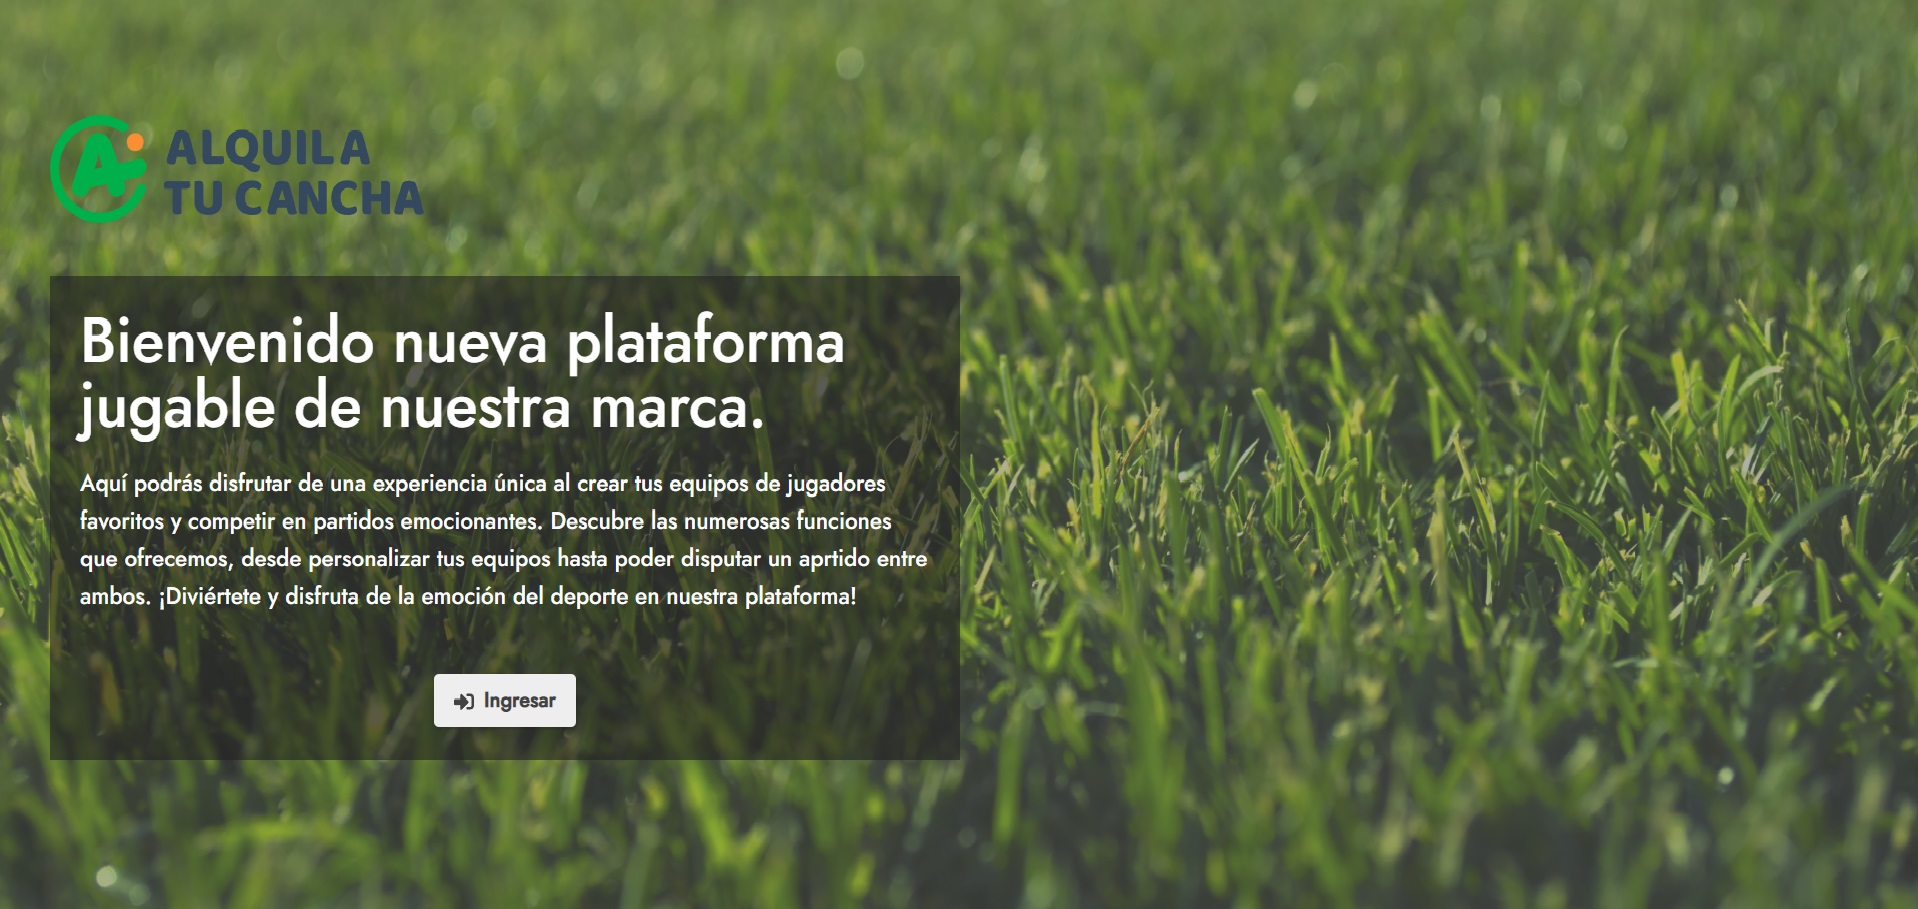 ALQUILA
TU CANCHA
Bienvenido nueva plataforma
jugable de nuestra marca.
Aquí podrás disfrutar de una experiencia única al crear tus equipos de jugadores
favoritos y competir en partidos emocionantes. Descubre las numerosas funciones
que ofrecemos, desde personalizar tus equipos hasta poder disputar un aprtido entre
ambos. ¡Diviértete y disfruta de la emoción del deporte en nuestra plataforma!
Ingresar